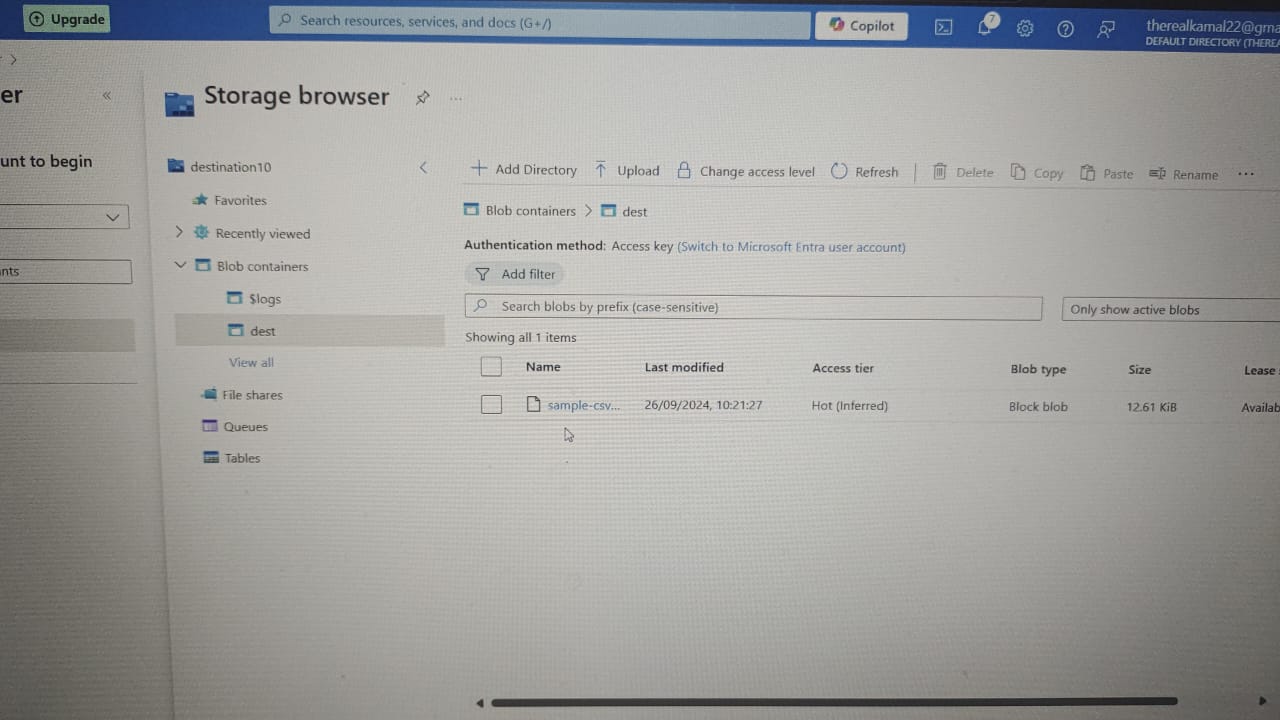 Upgrade
Search resources, services, and docs (G+/)
Copilot
7
therealkamal22@gma
DEFAULT DIRECTORY (THEREA
er
«
Storage browser
...
unt to begin
nts
destination10
Favorites
Recently viewed
Blob containers
$logs
dest
View all
File shares
Queues
Tables
+ Add Directory Upload Change access level Refresh | Delete Copy Paste Rename ...
Blob containers > dest
Authentication method: Access key (Switch to Microsoft Entra user account)
Add filter
Search blobs by prefix (case-sensitive)
Only show active blobs
Showing all 1 items
Name Last modified Access tier Blob type Size Lease
sample-csv... 26/09/2024, 10:21:27 Hot (Inferred) Block blob 12.61 KiB Availab